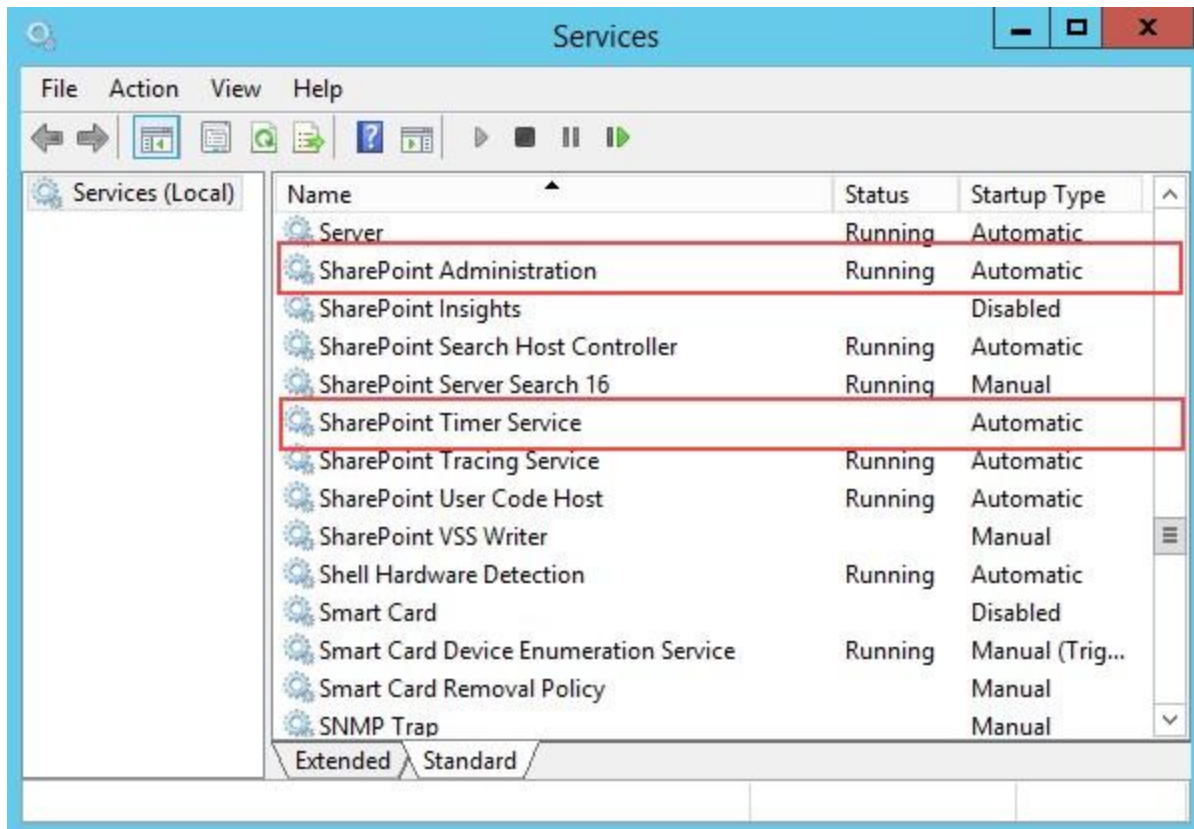 Services
File Action View Help
Services (Local)
Name Status Startup Type
Server Running Automatic
SharePoint Administration Running Automatic
SharePoint Insights Disabled
SharePoint Search Host Controller Running Automatic
SharePoint Server Search 16 Running Manual
SharePoint Timer Service Automatic
SharePoint Tracing Service Running Automatic
SharePoint User Code Host Running Automatic
SharePoint VSS Writer Manual
Shell Hardware Detection Running Automatic
Smart Card Disabled
Smart Card Device Enumeration Service Running Manual (Trig...
Smart Card Removal Policy Manual
SNMP Trap Manual
Extended Standard